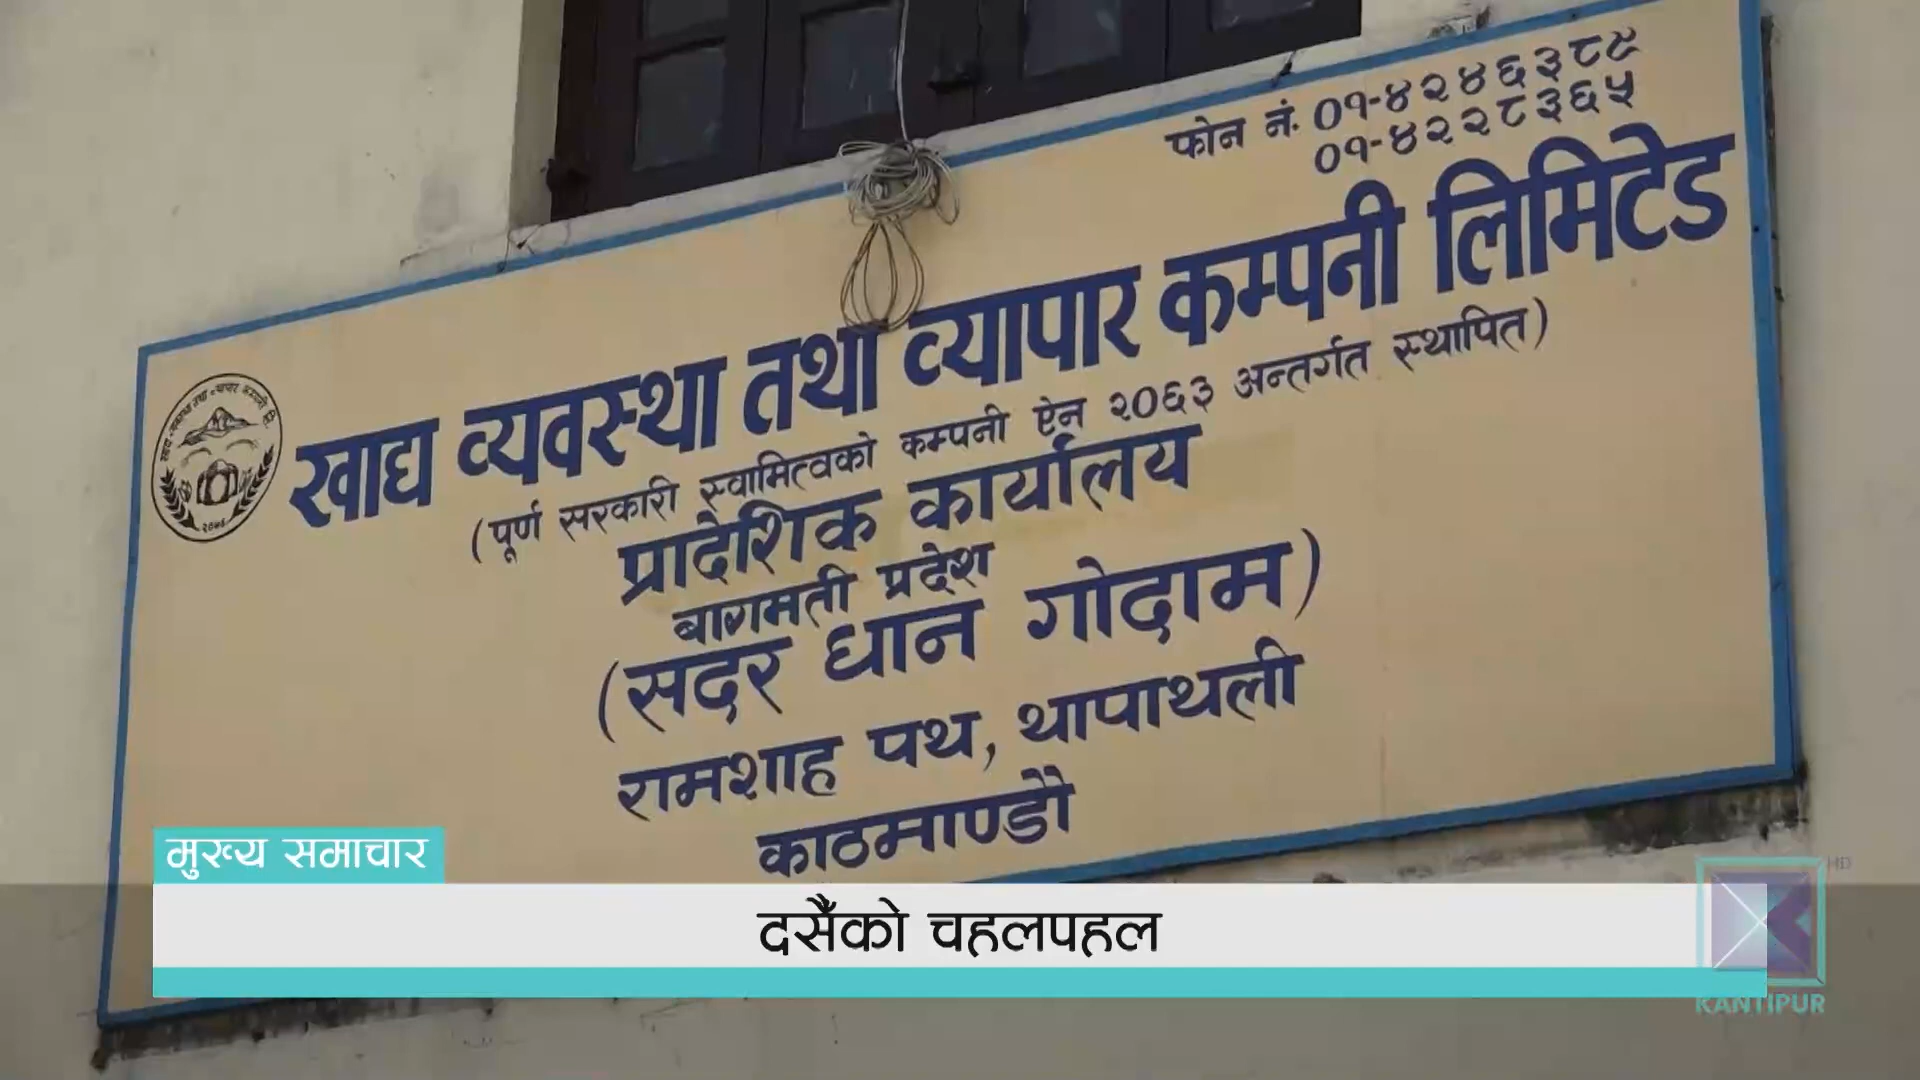 फोन नं. ०१-४२४६३८९
०१-४२२८३६५
खाद्य व्यवस्था तथा व्यापार कम्पनी लिमिटेड
(पूर्ण सरकारी स्वामित्वको कम्पनी ऐन २०६३ अन्तर्गत स्थापित)
प्रादेशिक कार्यालय
बागमती प्रदेश
(सदर धान गोदाम)
रामशाह पथ, थापाथली
काठमाण्डौ
मुख्य समाचार
दसैँको चहलपहल
HD
KANTIPUR